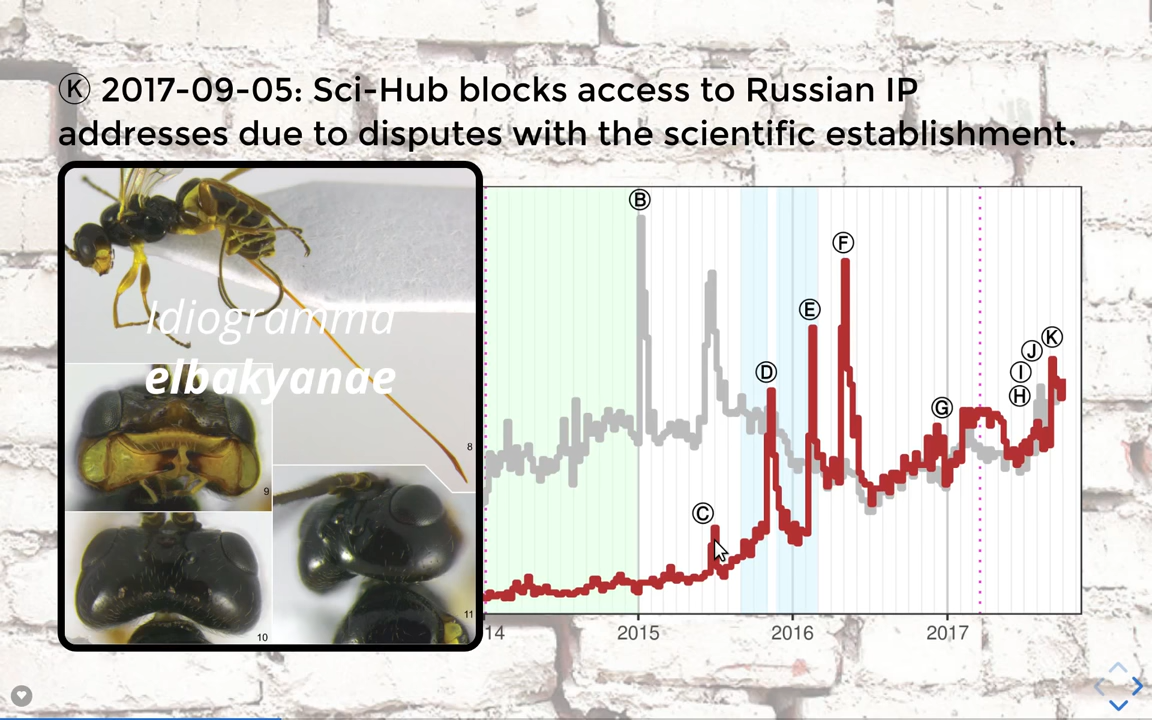 Ⓚ 2017-09-05: Sci-Hub blocks access to Russian IP
addresses due to disputes with the scientific establishment.
Idiogramma
elbakyanae
8
9
10
11
B
C
D
E
F
G
H
I
J
K
14
2015
2016
2017